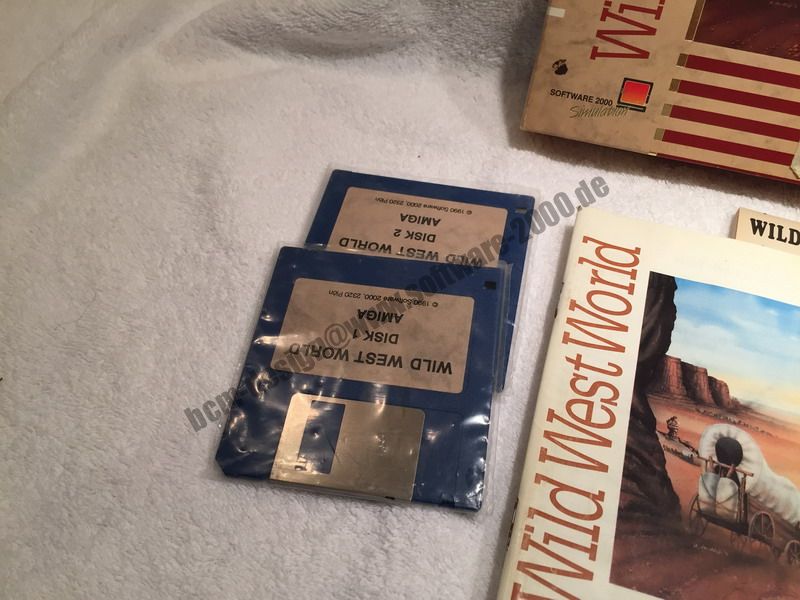 Wi
SOFTWARE 2000
Simulation
© 1990 Software 2000, 2320 Plön
AMIGA
DISK 2
WILD WEST WORLD
© 1990 Software 2000, 2320 Plön
AMIGA
DISK 1
WILD WEST WORLD
WILD
Wild West World